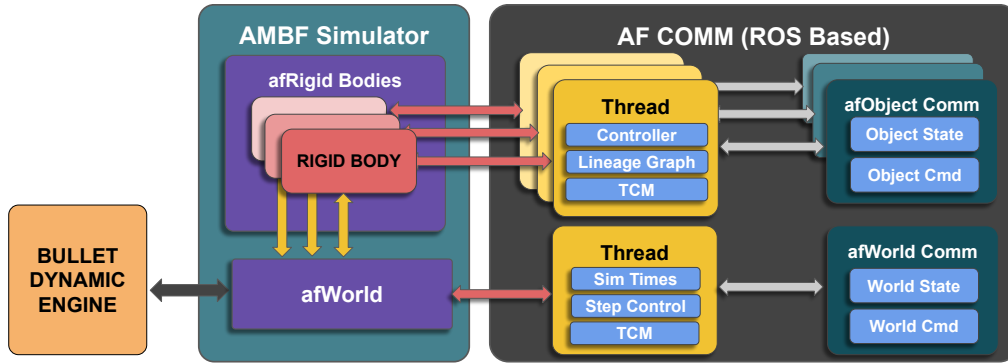 AMBF Simulator
afRigid Bodies
RIGID BODY
afWorld
BULLET
DYNAMIC
ENGINE
AF COMM (ROS Based)
Thread
Controller
Lineage Graph
TCM
afObject Comm
Object State
Object Cmd
Thread
Sim Times
Step Control
TCM
afWorld Comm
World State
World Cmd